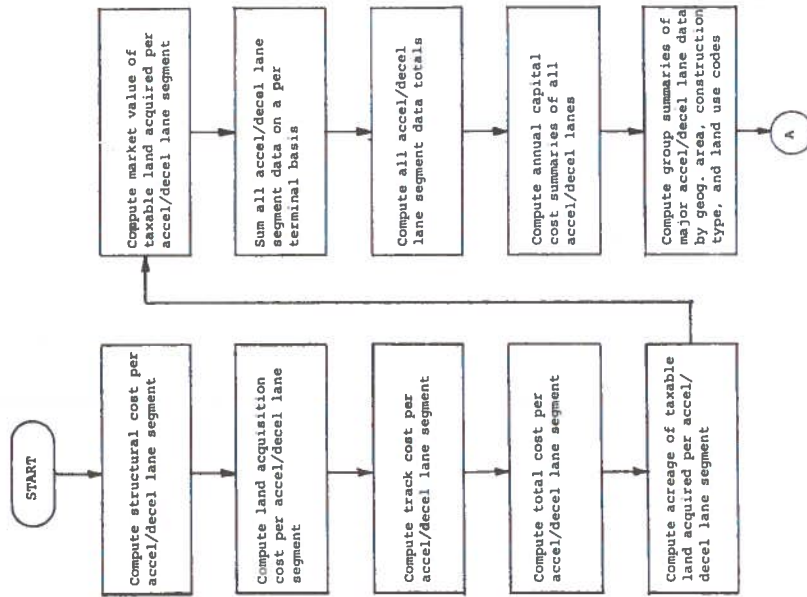 START
Compute structural cost per
accel/decel lane segment
Compute land acquisition
cost per accel/decel lane
segment
Compute track cost per
accel/decel lane segment
Compute total cost per
accel/decel lane segment
Compute acreage of taxable
land acquired per accel/
decel lane segment
Compute market value of
taxable land acquired per
accel/decel lane segment
Sum all accel/decel lane
segment data on a per
terminal basis
Compute all accel/decel
lane segment data totals
Compute annual capital
cost summaries of all
accel/decel lanes
Compute group summaries of
major accel/decel lane data
by geog. area, construction
type, and land use codes
A